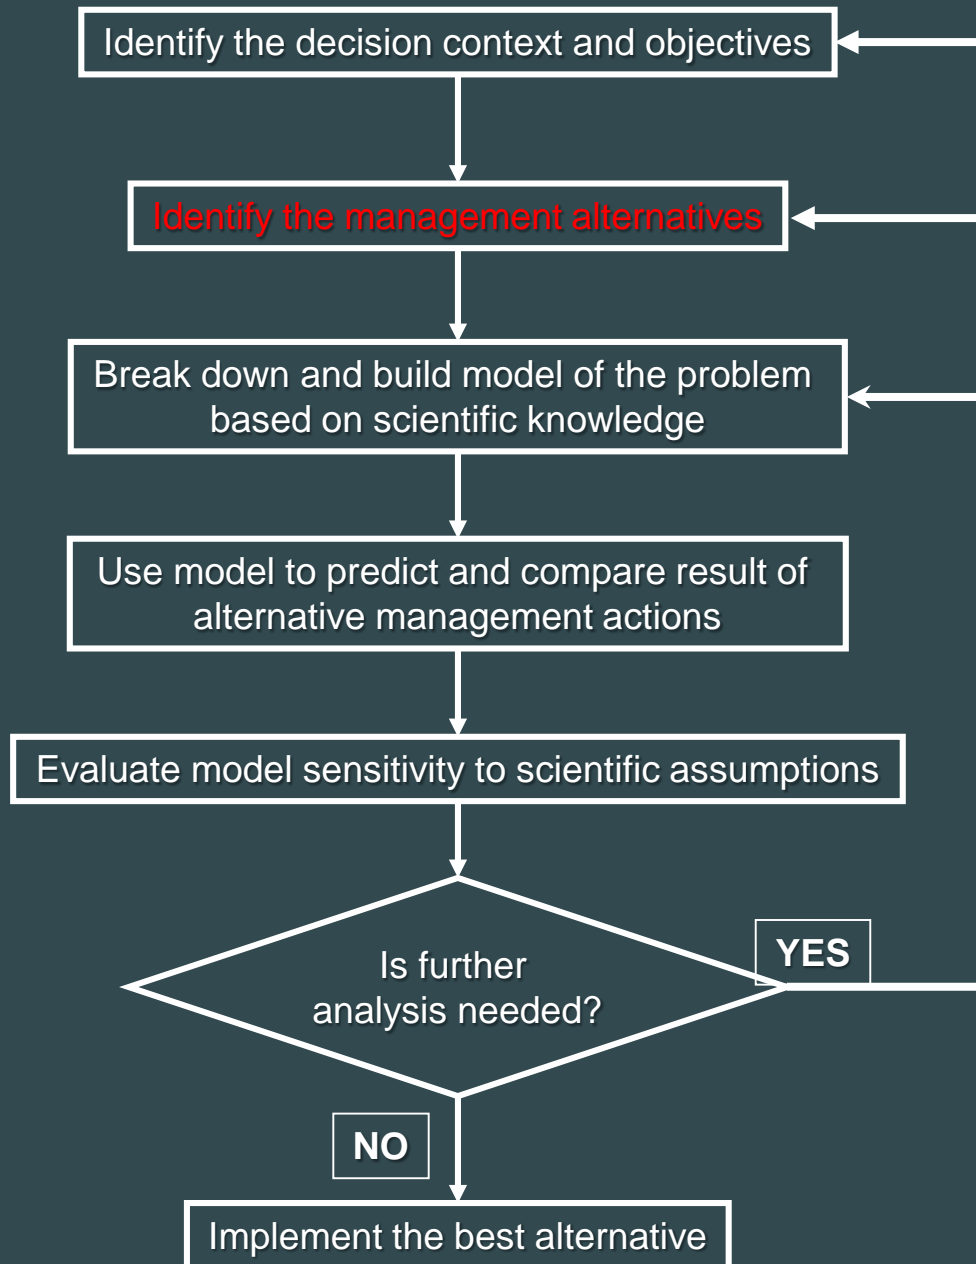 Identify the decision context and objectives
Identify the management alternatives
Break down and build model of the problem
based on scientific knowledge
Use model to predict and compare result of
alternative management actions
Evaluate model sensitivity to scientific assumptions
Is further
analysis needed?
YES
NO
Implement the best alternative